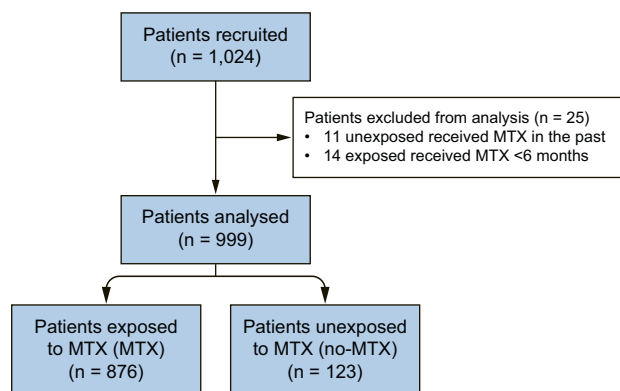 Patients recruited
(n = 1,024)
Patients excluded from analysis (n = 25)
• 11 unexposed received MTX in the past
• 14 exposed received MTX <6 months
Patients analysed
(n = 999)
Patients exposed
to MTX (MTX)
(n = 876)
Patients unexposed
to MTX (no-MTX)
(n = 123)